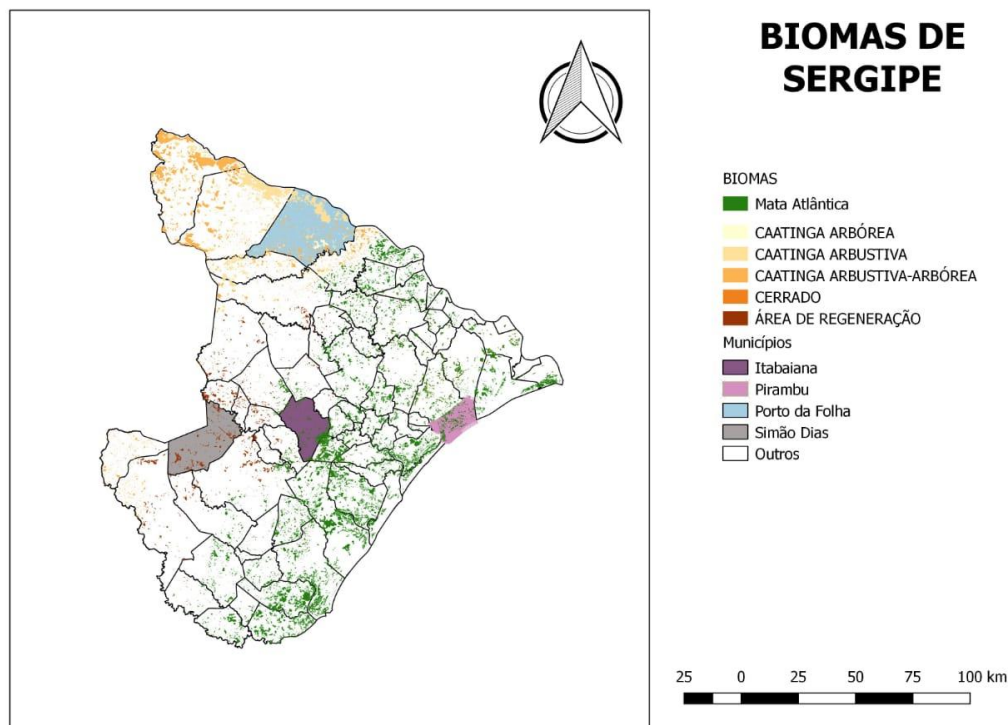 BIOMAS DE
SERGIPE
BIOMAS
Mata Atlântica
CAATINGA ARBÓREA
CAATINGA ARBUSTIVA
CAATINGA ARBUSTIVA-ARBÓREA
CERRADO
ÁREA DE REGENERAÇÃO
Municípios
Itabaiana
Pirambu
Porto da Folha
Simão Dias
Outros
25 0 25 50 75 100 km